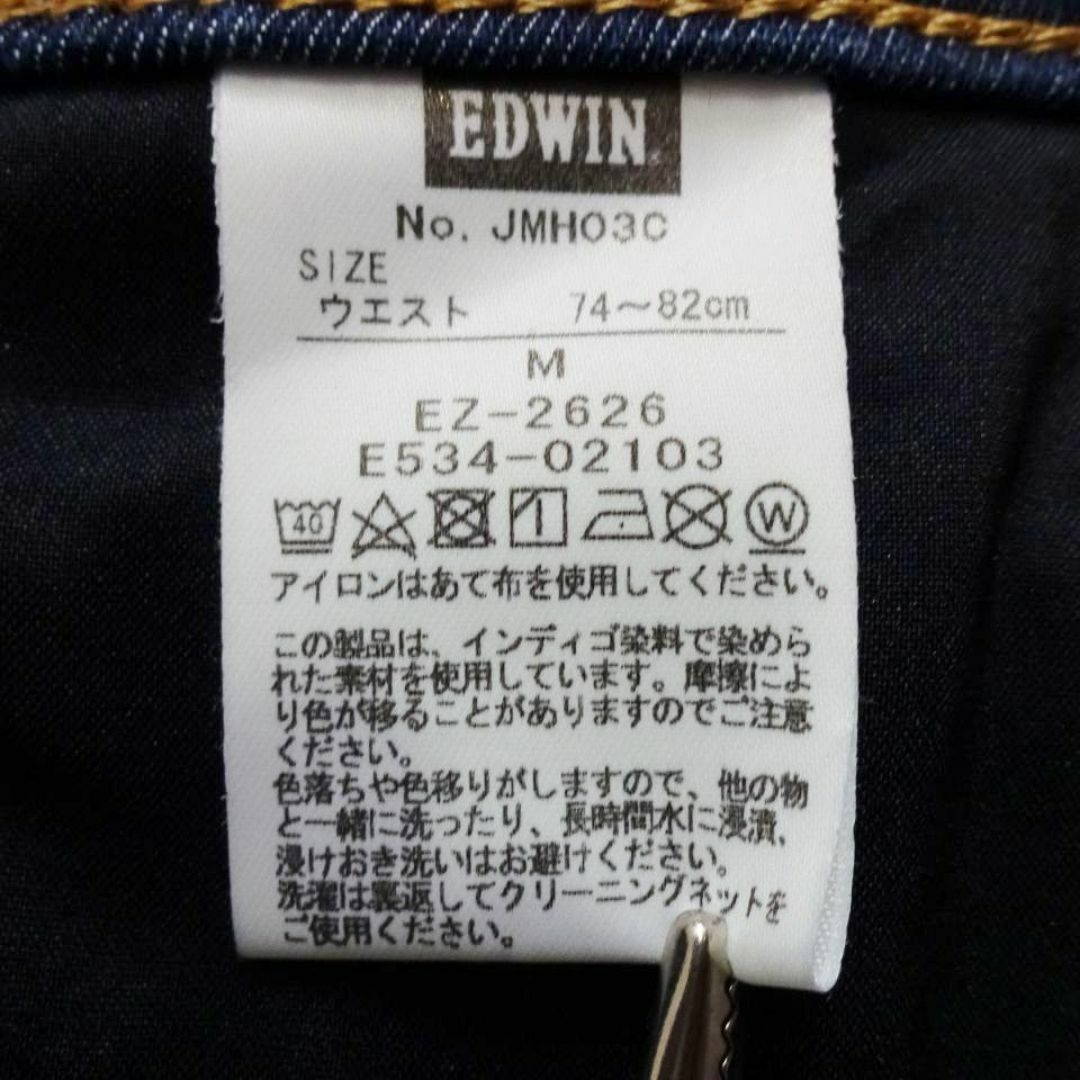 EDWIN
No. JMH03C
SIZE
ウエスト 74〜82cm
M
EZ-2626
E534-02103
40 W
アイロンはあて布を使用してください。
この製品は、インディゴ染料で染めら
れた素材を使用しています。摩擦によ
り色が移ることがありますのでご注意
ください。
色落ちや色移りがしますので、他の物
と一緒に洗ったり、長時間水に浸漬、
浸けおき洗いはお避けください。
洗濯は裏返してクリーニングネットを
ご使用ください。